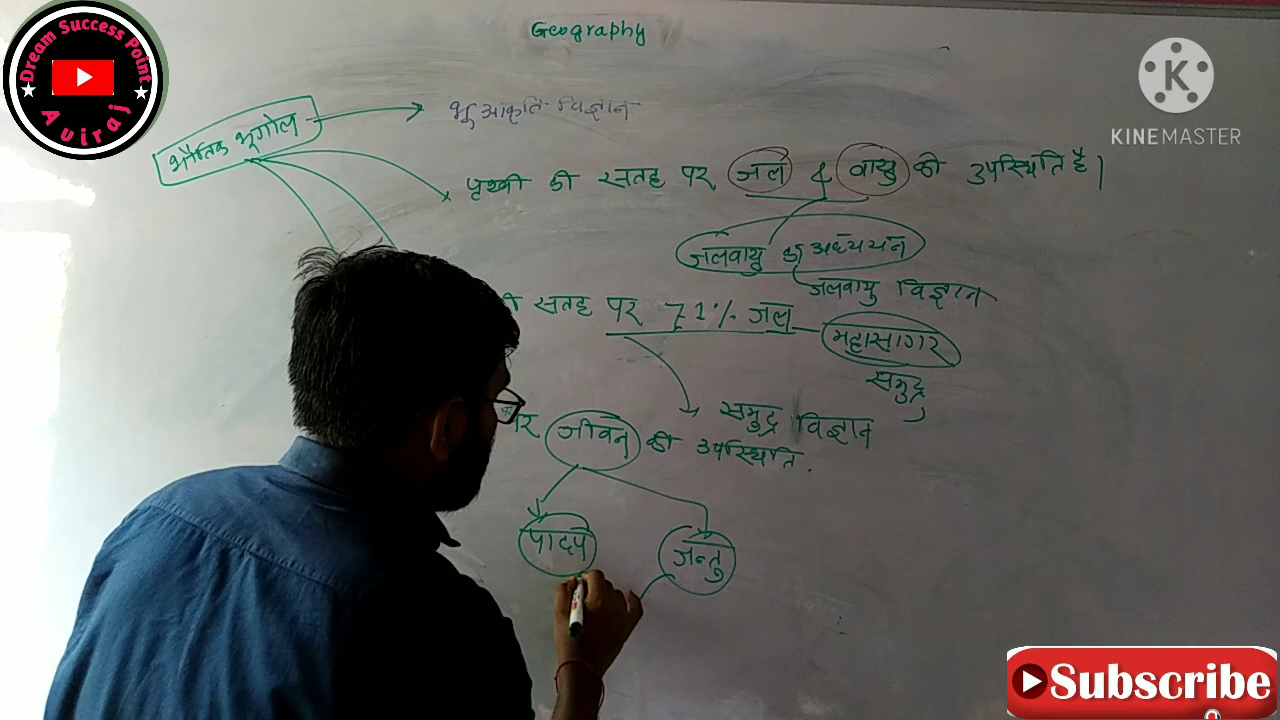 Dream Success Point
Aviraj
Geography
K
KINEMASTER
भौतिक भूगोल
भू आकृति विज्ञान
पृथ्वी की सतह पर जल & वायु की उपस्थिति है।
जलवायु का अध्ययन
जलवायु विज्ञान
की सतह पर 71% जल
महासागर
समुद्र
समुद्र विज्ञान
पर जीवन की उपस्थिति.
पादप
जन्तु
Subscribe